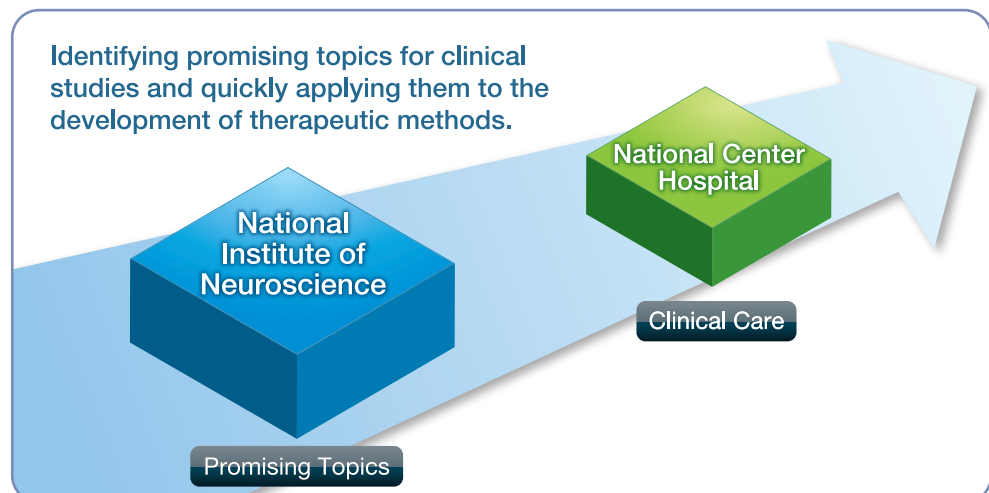 Identifying promising topics for clinical
studies and quickly applying them to the
development of therapeutic methods.
National Center
Hospital
National
Institute of
Neuroscience
Clinical Care
Promising Topics